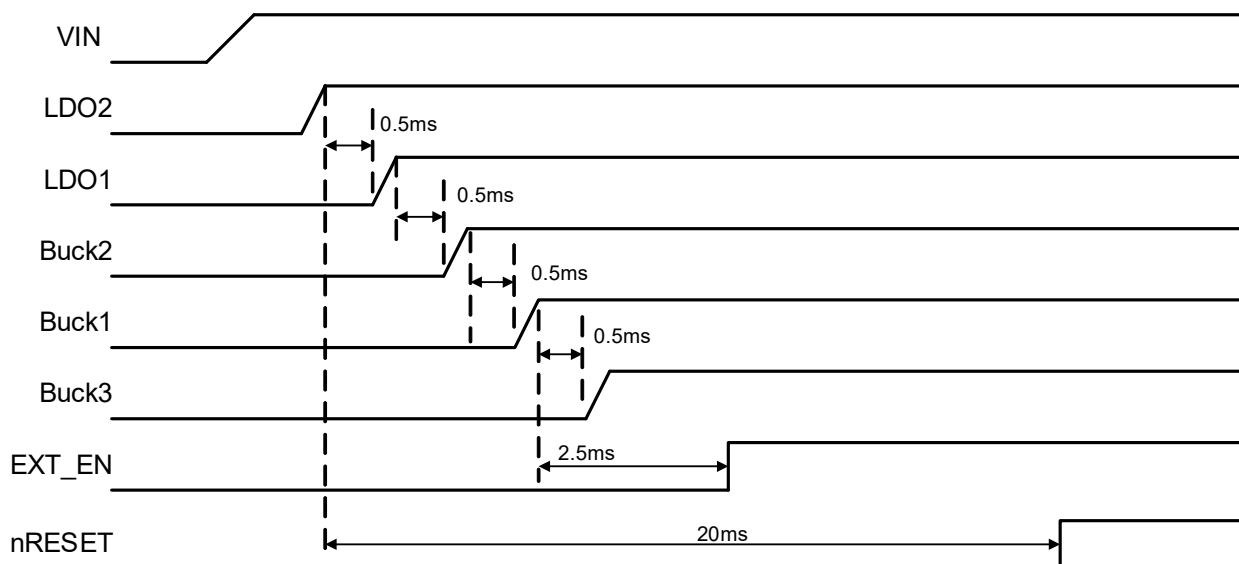 VIN
LDO2
0.5ms
LDO1
0.5ms
Buck2
0.5ms
Buck1
0.5ms
Buck3
EXT_EN
2.5ms
nRESET
20ms